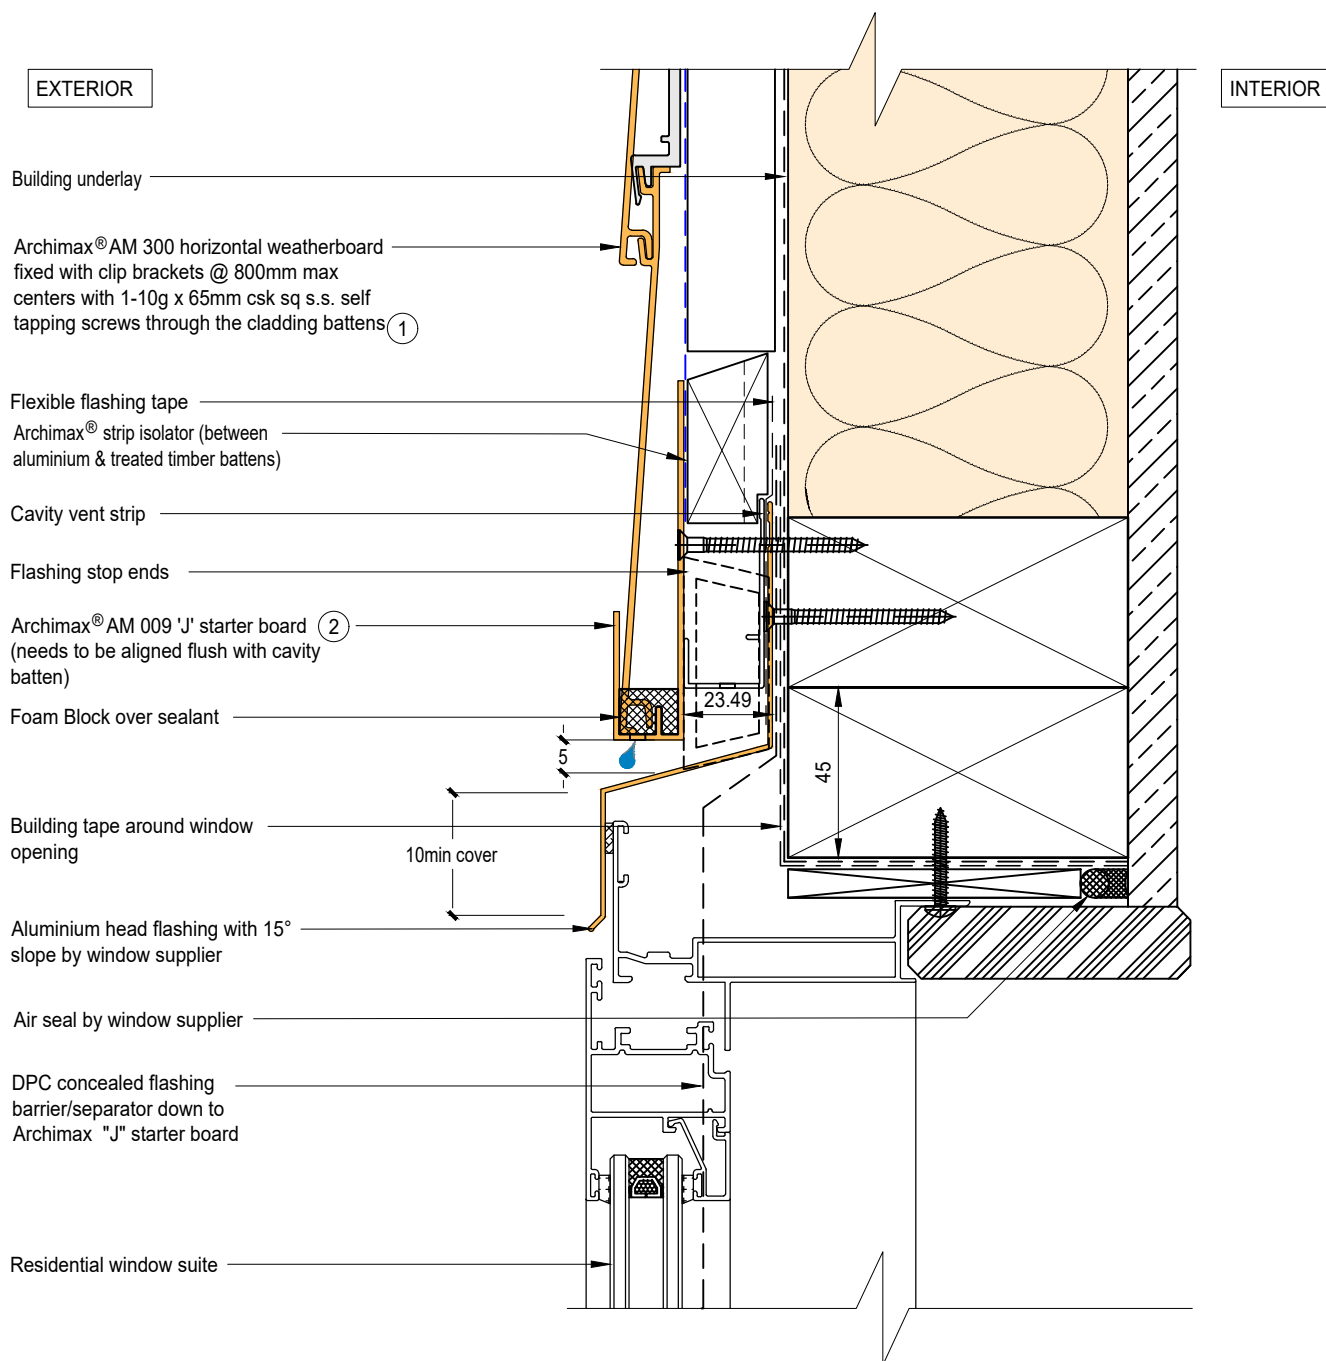 EXTERIOR
INTERIOR
Building underlay
Archimax® AM 300 horizontal weatherboard
fixed with clip brackets @ 800mm max
centers with 1-10g x 65mm csk sq s.s. self
tapping screws through the cladding battens 1
Flexible flashing tape
Archimax® strip isolator (between
aluminium & treated timber battens)
Cavity vent strip
Flashing stop ends
Archimax® AM 009 'J' starter board 2
(needs to be aligned flush with cavity
batten)
Foam Block over sealant
23.49
5
45
Building tape around window
opening
10min cover
Aluminium head flashing with 15°
slope by window supplier
Air seal by window supplier
DPC concealed flashing
barrier/separator down to
Archimax "J" starter board
Residential window suite